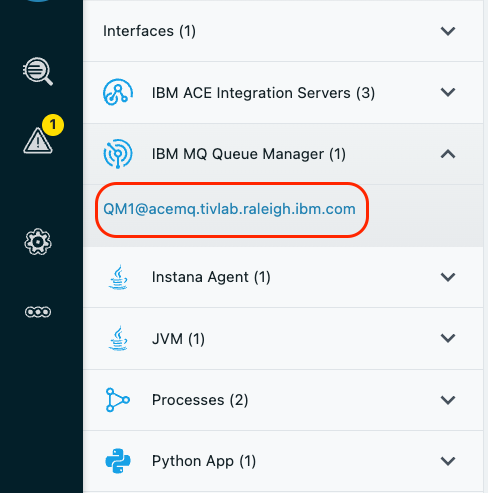 Interfaces (1)
IBM ACE Integration Servers (3)
1
IBM MQ Queue Manager (1)
QM1@acemq.tivlab.raleigh.ibm.com
Instana Agent (1)
JVM (1)
Processes (2)
Python App (1)